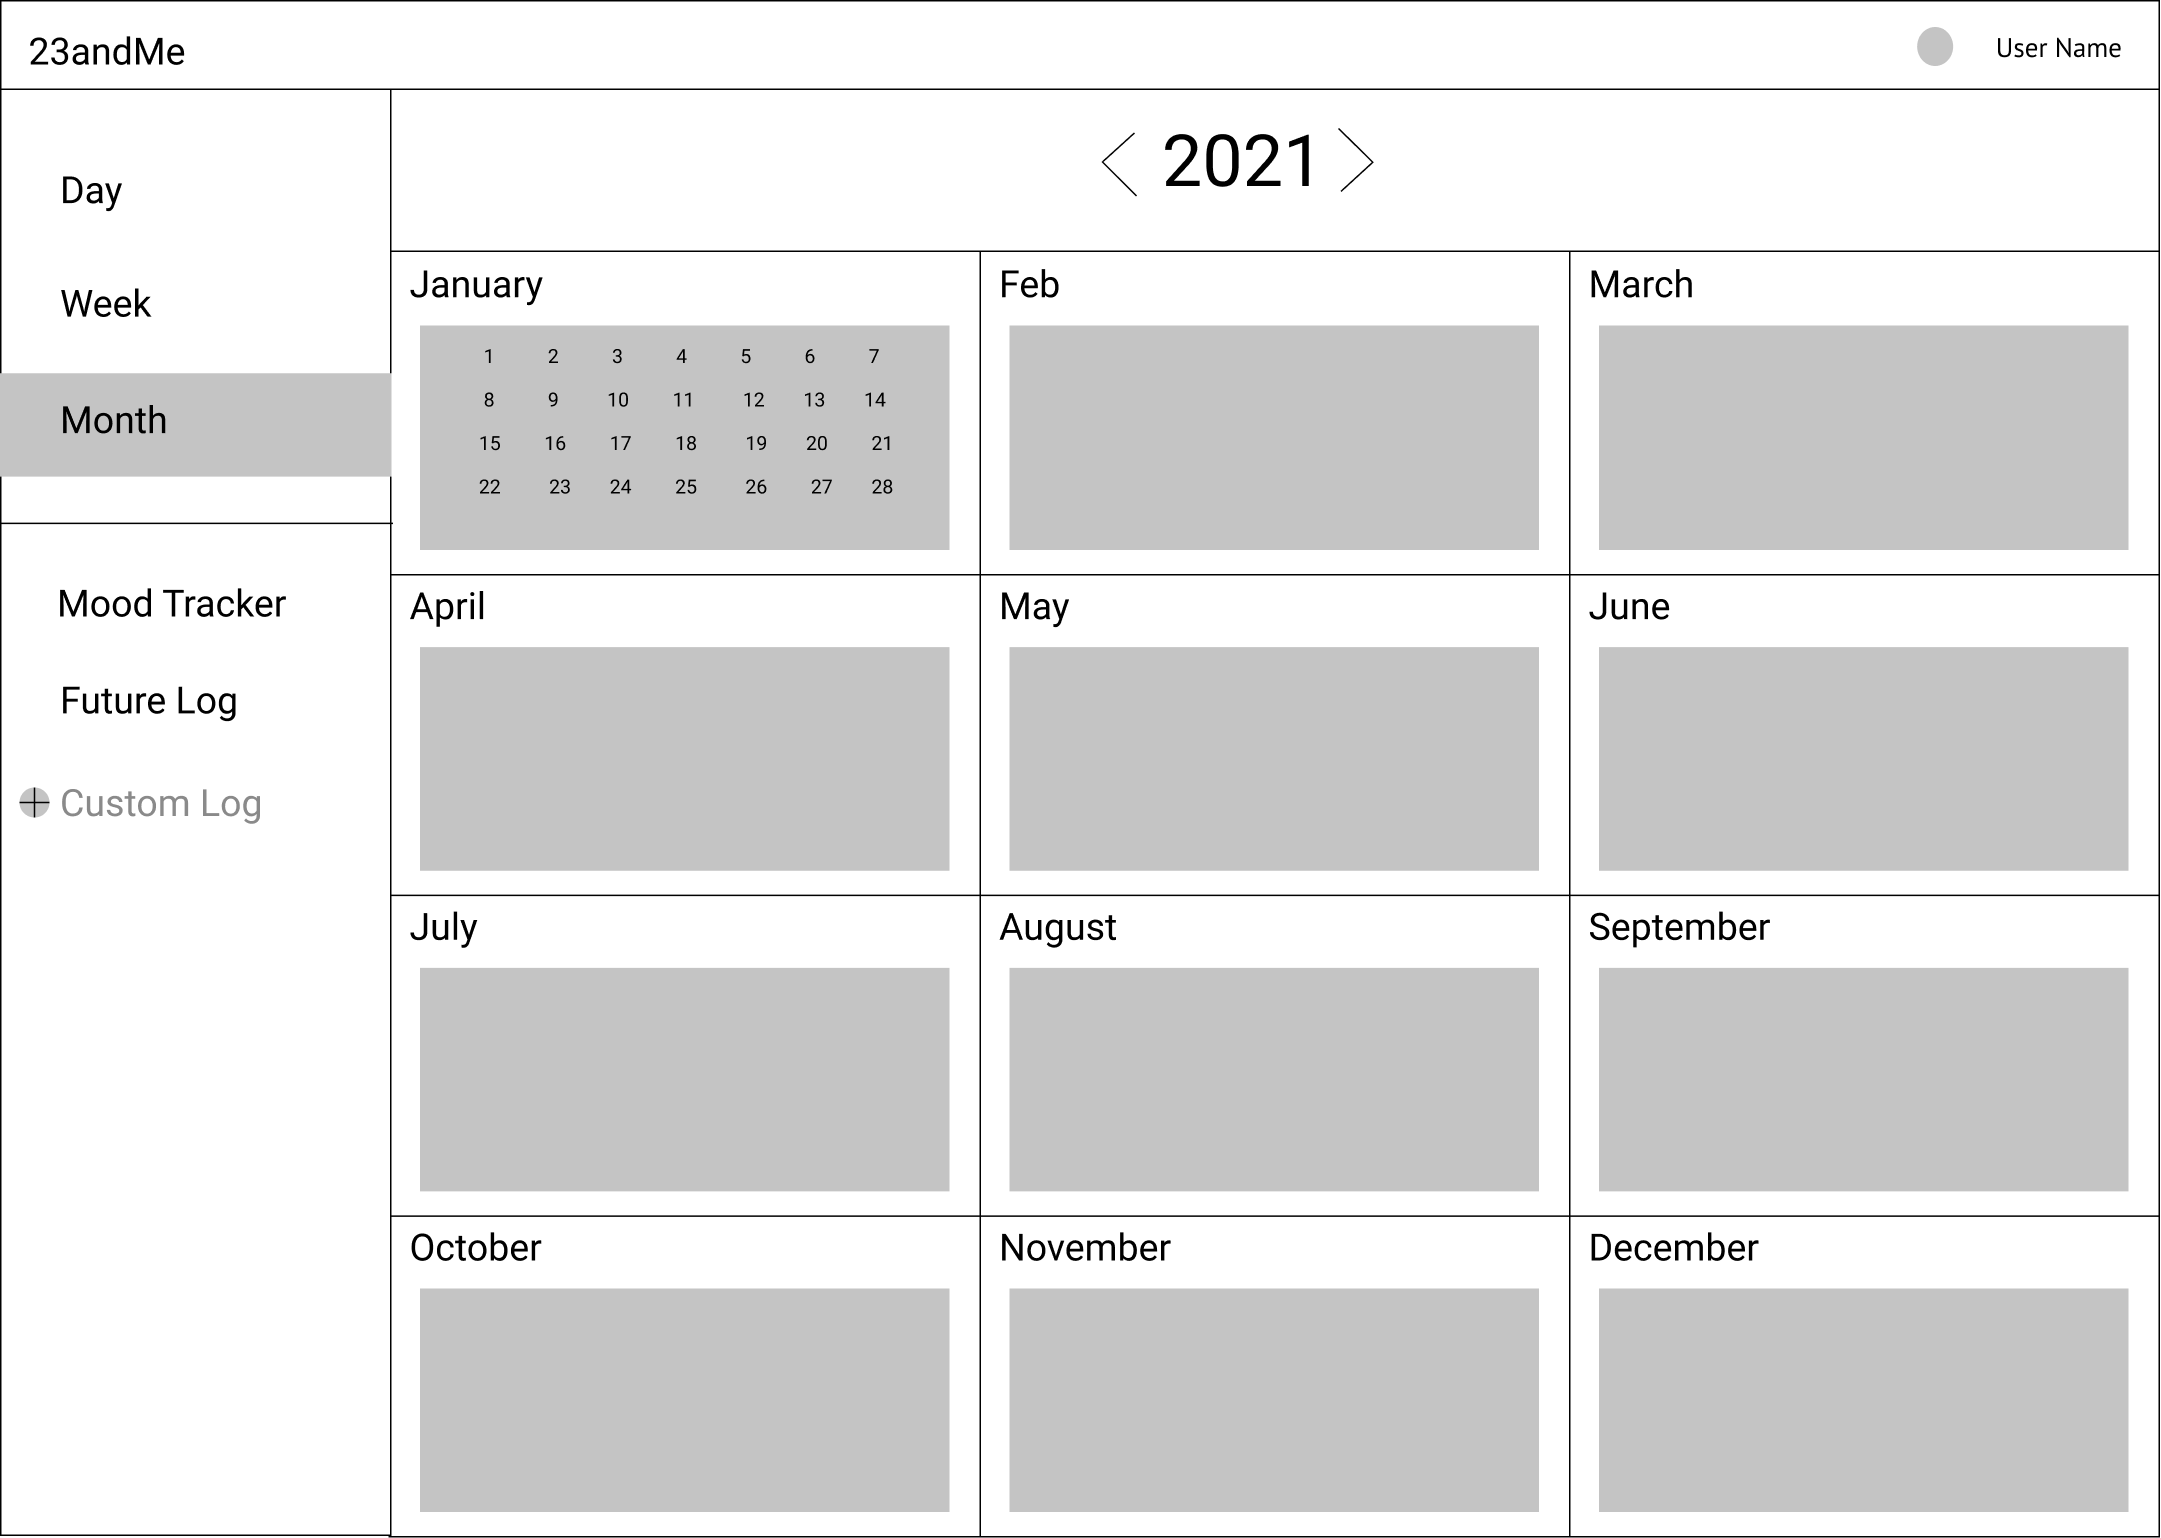 23andMe
User Name
Day
Week
Month
Mood Tracker
Future Log
Custom Log
2021
January
1 2 3 4 5 6 7
8 9 10 11 12 13 14
15 16 17 18 19 20 21
22 23 24 25 26 27 28
Feb
March
April
May
June
July
August
September
October
November
December